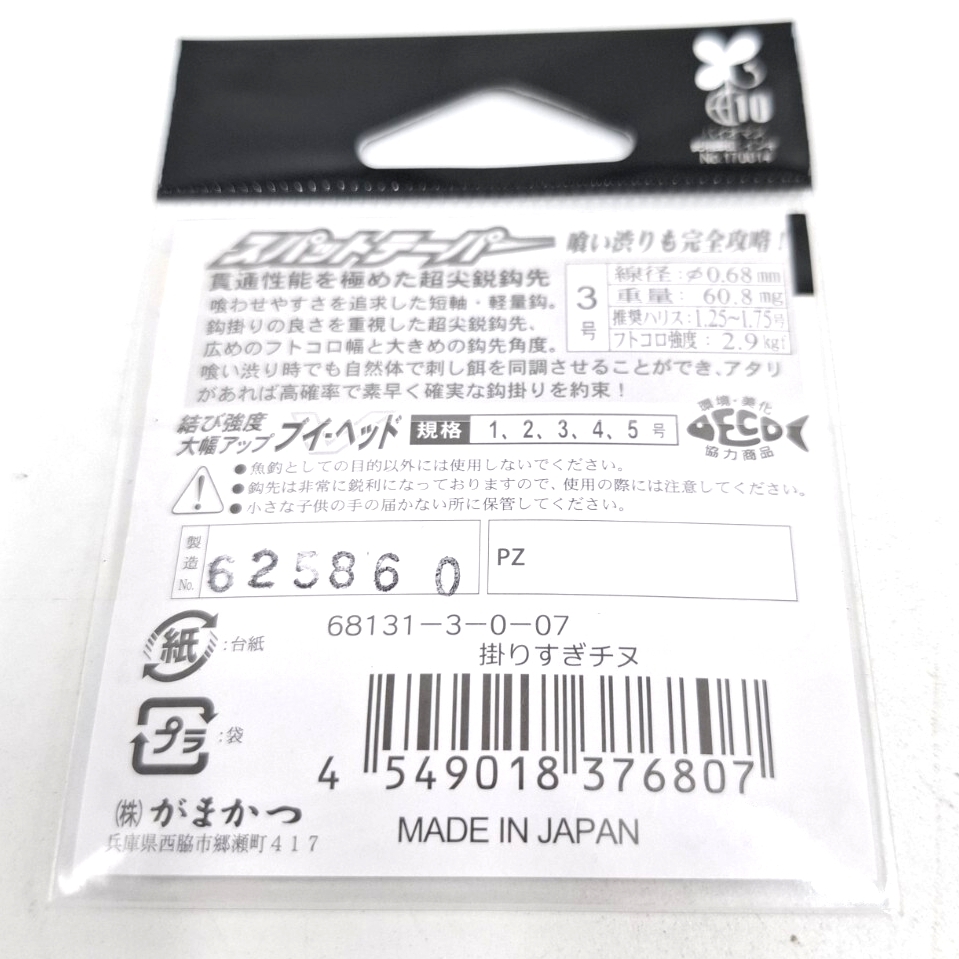 10
バイオマス
No.170014
スパットテーパー
喰い渋りも完全攻略!
貫通性能を極めた超尖鋭鈎先
喰わせやすさを追求した短軸・軽量鈎。
鈎掛りの良さを重視した超尖鋭鈎先、
広めのフトコロ幅と大きめの鈎先角度。
喰い渋り時でも自然体で刺し餌を同調させることができ、アタリ
があれば高確率で素早く確実な鈎掛りを約束!
3号
線径:φ0.68mm
重量:60.8mg
推奨ハリス:1.25~1.75号
フトコロ強度:2.9kgf
結び強度
大幅アップ ブイ・ヘッド
規格 1、2、3、4、5号
環境・美化
ECO
協力商品
●魚釣としての目的以外には使用しないでください。
●鈎先は非常に鋭利になっておりますので、使用の際には注意してください。
●小さな子供の手の届かない所に保管してください。
製造No. 625860
PZ
紙:台紙
68131-3-0-07
掛りすぎチヌ
プラ:袋
4 549018 376807
(株)がまかつ
兵庫県西脇市郷瀬町417
MADE IN JAPAN